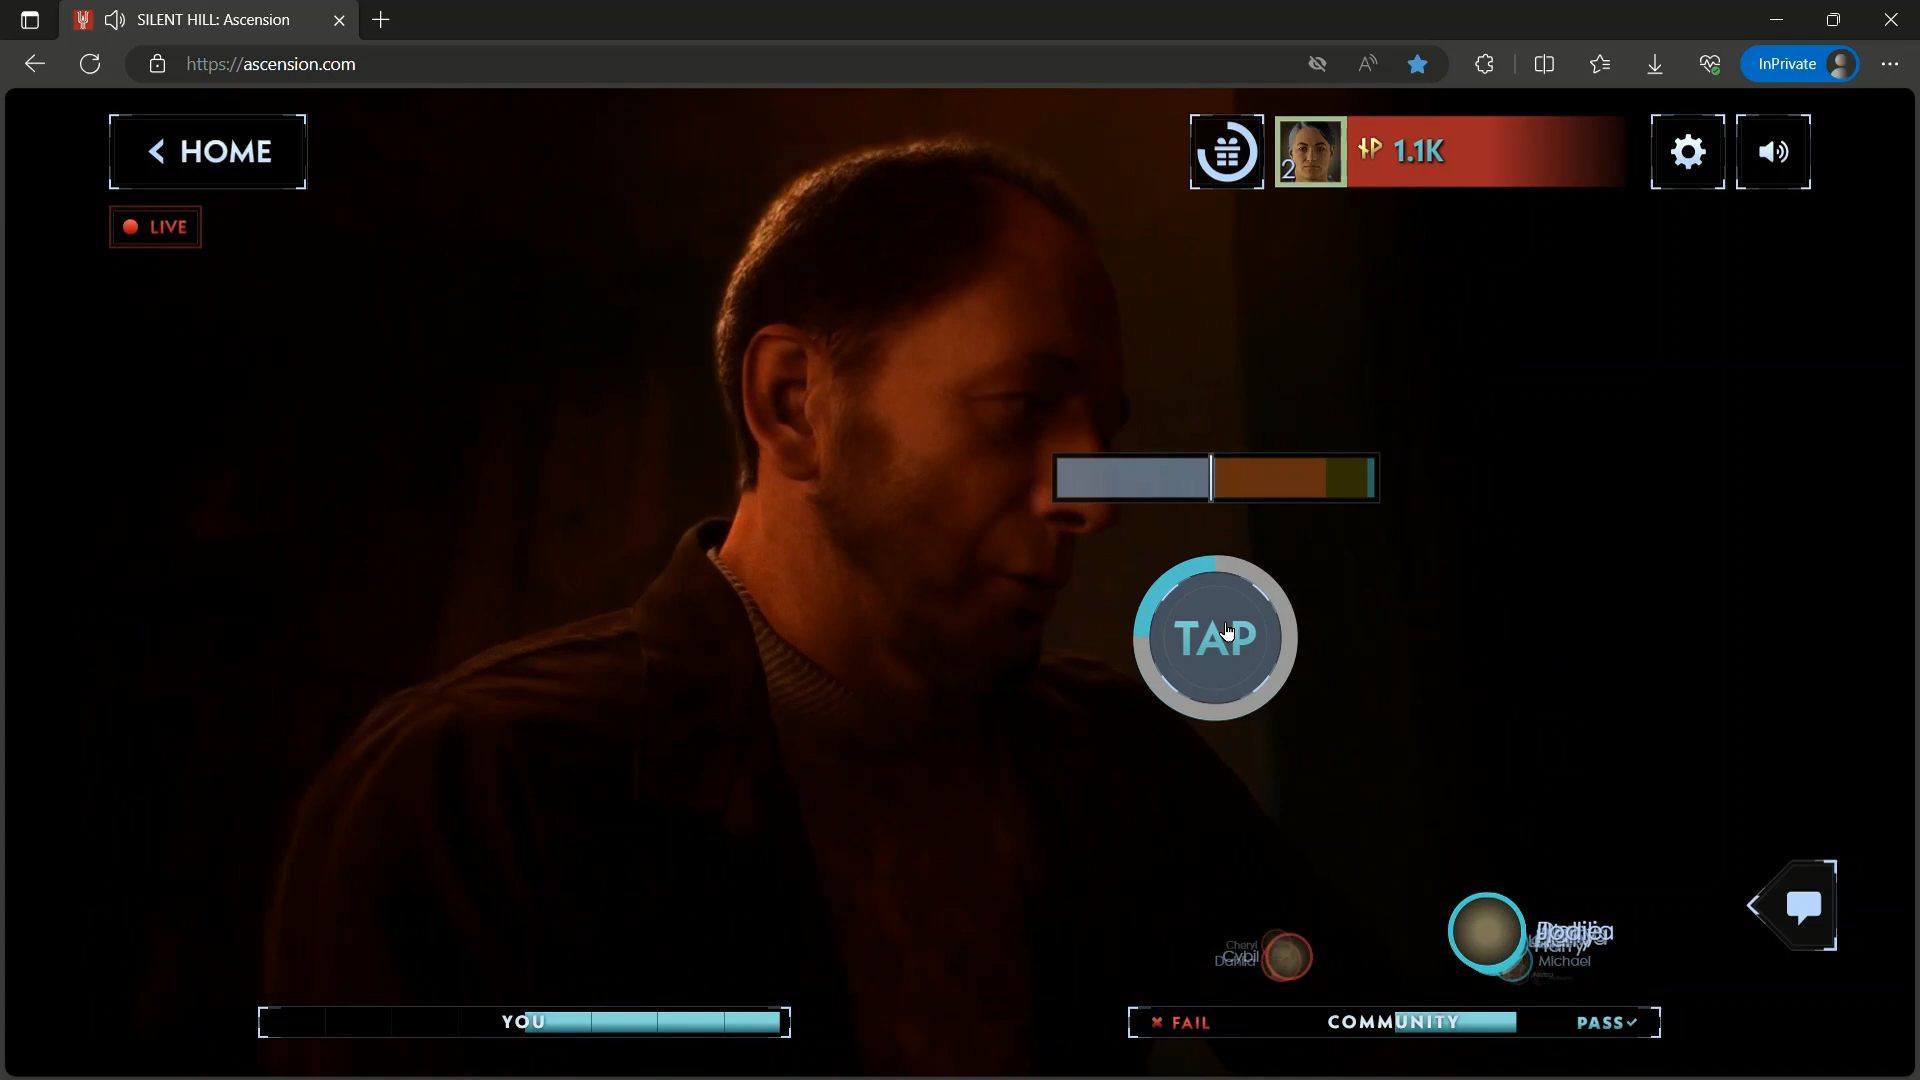 SILENT HILL: Ascension
https://ascension.com
InPrivate
HOME
2
1.1K
LIVE
TAP
Cheryl
Cybil
Michael
YOU
FAIL
COMMUNITY
PASS